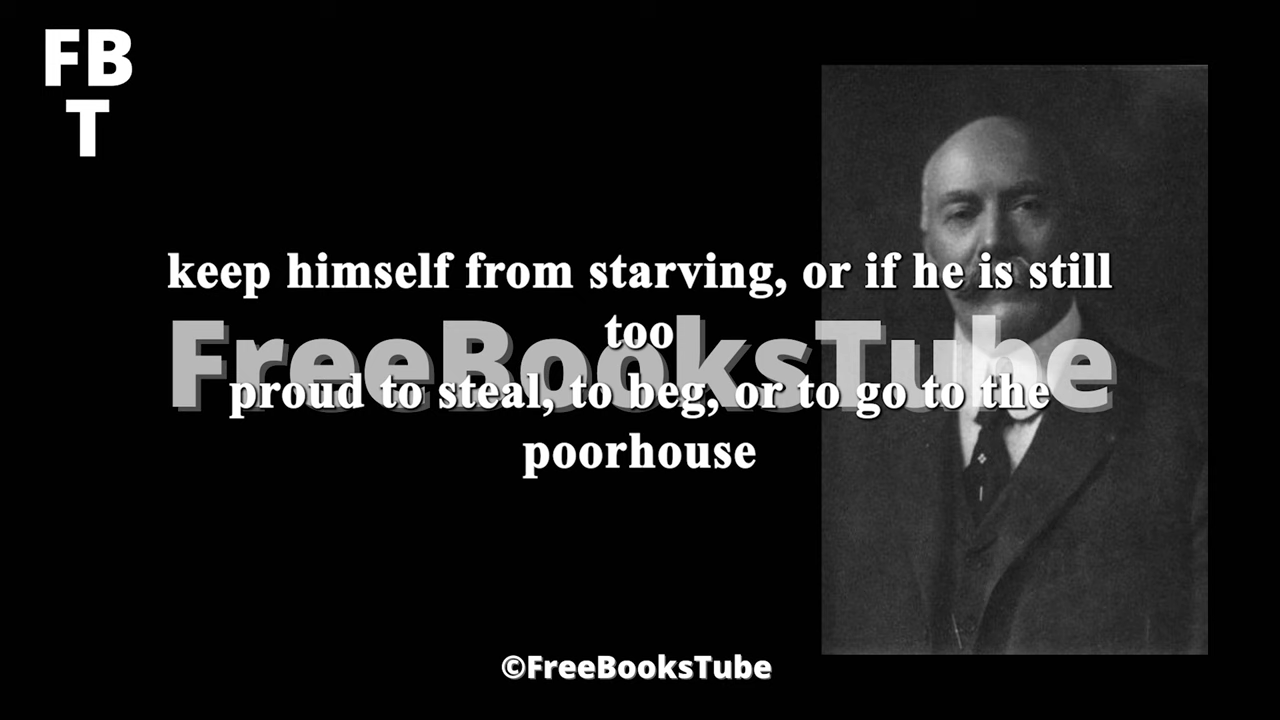 FB
T
keep himself from starving, or if he is still
too
FreeBooksTube
proud to steal, to beg, or to go to the
poorhouse
©FreeBooksTube